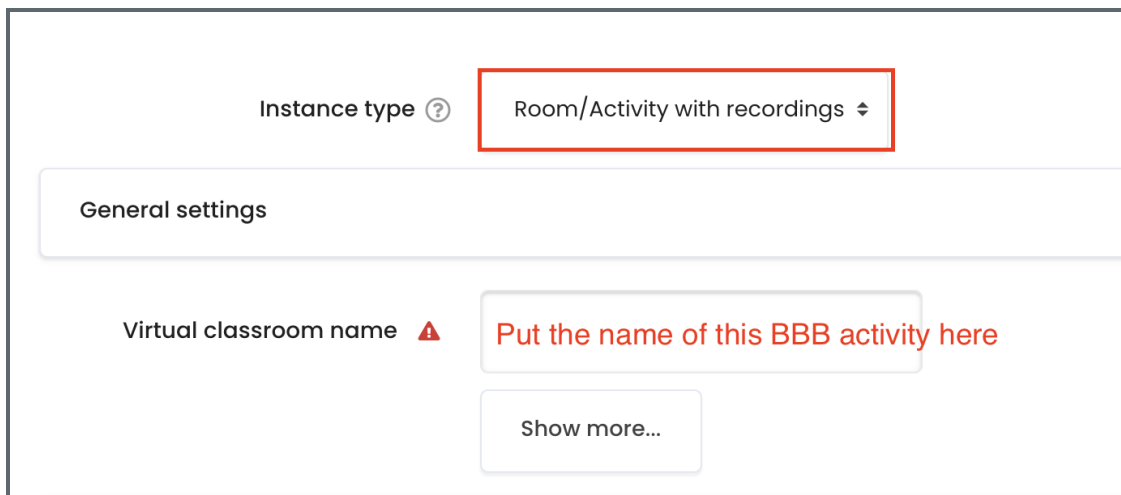 Instance type
Room/Activity with recordings
General settings
Virtual classroom name
Put the name of this BBB activity here
Show more...